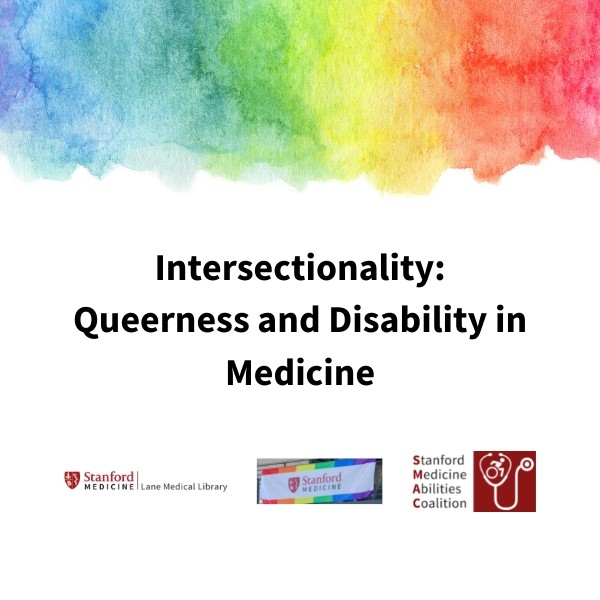 Intersectionality:
Queerness and Disability in
Medicine
Stanford
MEDICINE
Lane Medical Library
Stanford
MEDICINE
Stanford
Medicine
Abilities
Coalition